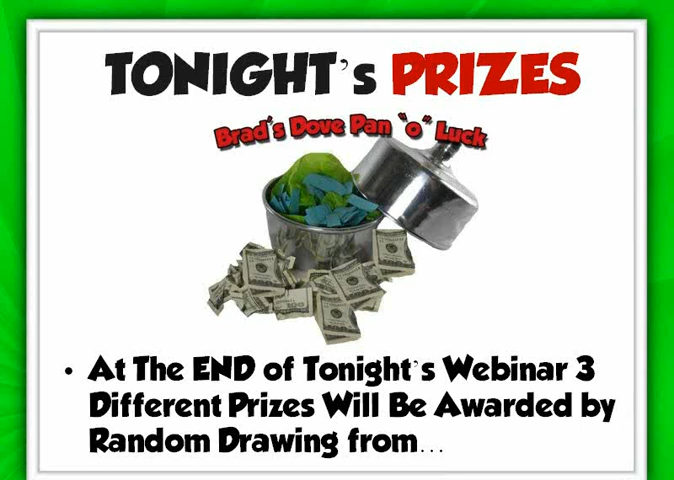 TONIGHT's PRIZES
Brad's Dove Pan "o" Luck
• At The END of Tonight's Webinar 3
Different Prizes Will Be Awarded by
Random Drawing from...